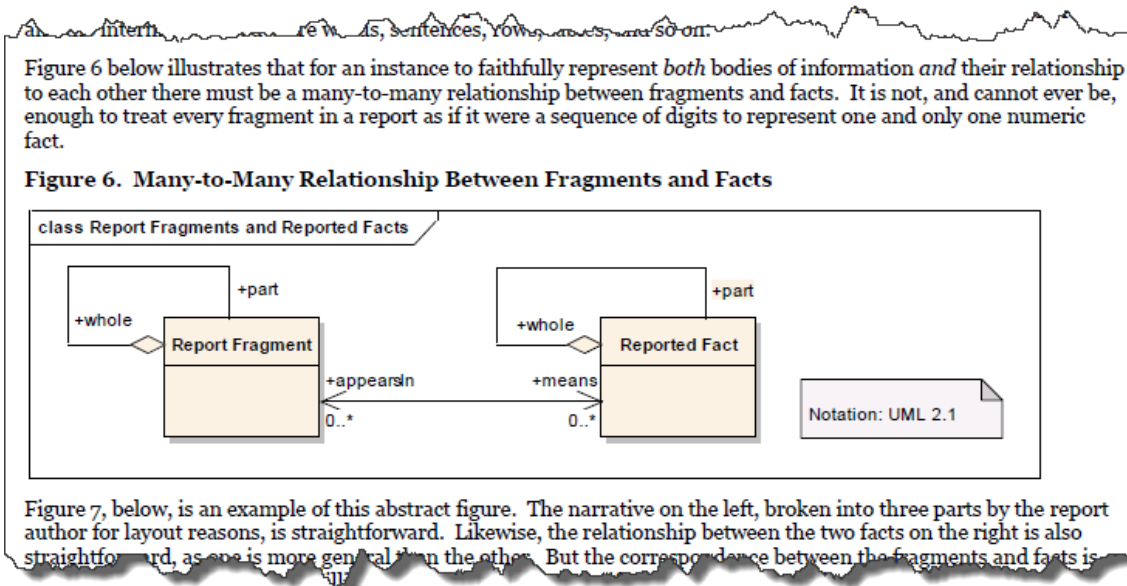 sentences,
Figure 6 below illustrates that for an instance to faithfully represent both bodies of information and their relationship
to each other there must be a many-to-many relationship between fragments and facts. It is not, and cannot ever be,
enough to treat every fragment in a report as if it were a sequence of digits to represent one and only one numeric
fact.
Figure 6. Many-to-Many Relationship Between Fragments and Facts
class Report Fragments and Reported Facts
+part
+part
+whole
+whole
Report Fragment
Reported Fact
+appearsIn
+means
0..*
0..*
Notation: UML 2.1
Figure 7, below, is an example of this abstract figure. The narrative on the left, broken into three parts by the report
author for layout reasons, is straightforward. Likewise, the relationship between the two facts on the right is also
straightforward, as one is more general than the other. But the correspondence between the fragments and facts is